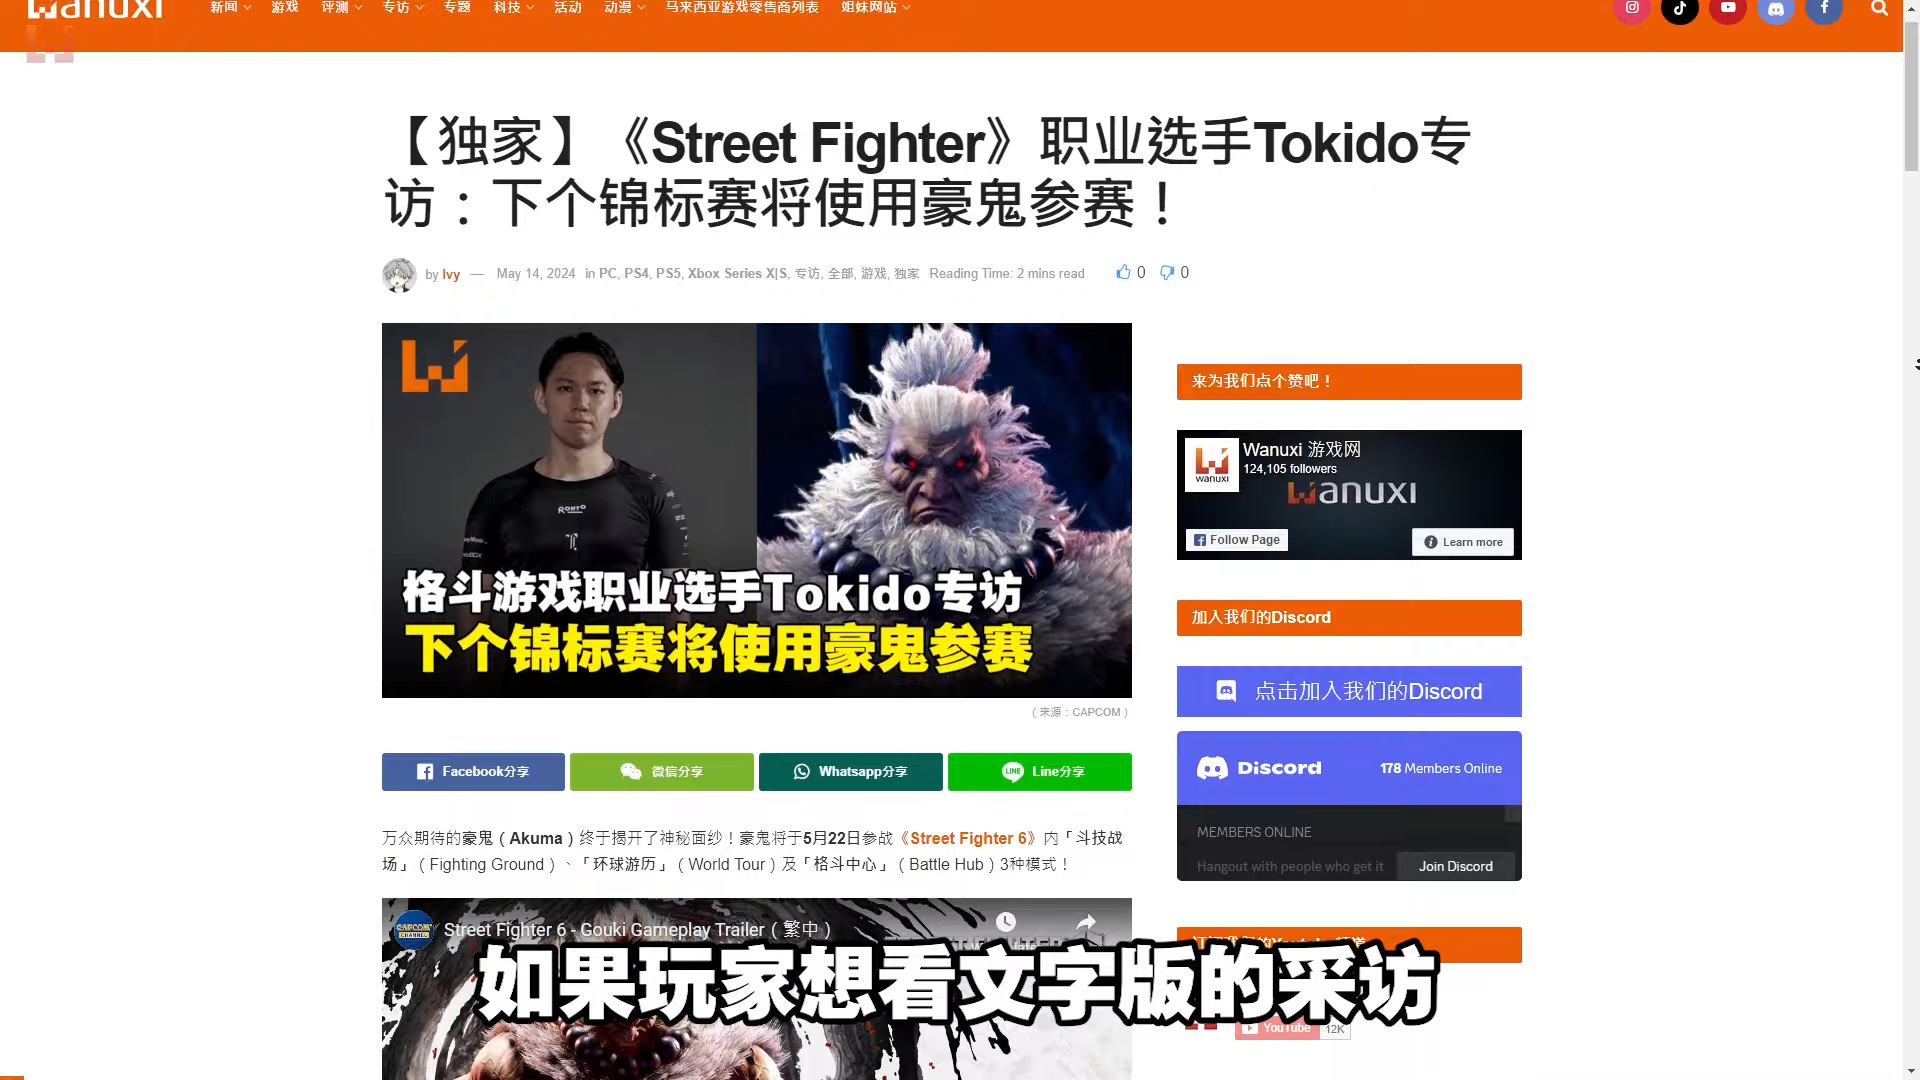 wanuxi
新闻 游戏 评测 专访 专题 科技 活动 动漫 马来西亚游戏零售商列表 姐妹网站
【独家】《Street Fighter》职业选手Tokido专
访：下个锦标赛将使用豪鬼参赛！
by Ivy — May 14, 2024 in PC, PS4, PS5, Xbox Series X|S, 专访, 全部, 游戏, 独家 Reading Time: 2 mins read 0 0
ROHTO
格斗游戏职业选手Tokido专访
下个锦标赛将使用豪鬼参赛
（来源：CAPCOM）
Facebook分享 微信分享 Whatsapp分享 Line分享
万众期待的豪鬼（Akuma）终于揭开了神秘面纱！豪鬼将于5月22日参战《Street Fighter 6》内「斗技战
场」（Fighting Ground）、「环球游历」（World Tour）及「格斗中心」（Battle Hub）3种模式！
CAPCOM CHANNEL
Street Fighter 6 - Gouki Gameplay Trailer（繁中）
来为我们点个赞吧！
wanuxi
Wanuxi 游戏网
124,105 followers
wanuxi
Follow Page
Learn more
加入我们的Discord
点击加入我们的Discord
Discord 178 Members Online
MEMBERS ONLINE
Hangout with people who get it
Join Discord
如果玩家想看文字版的采访
YouTube 12K